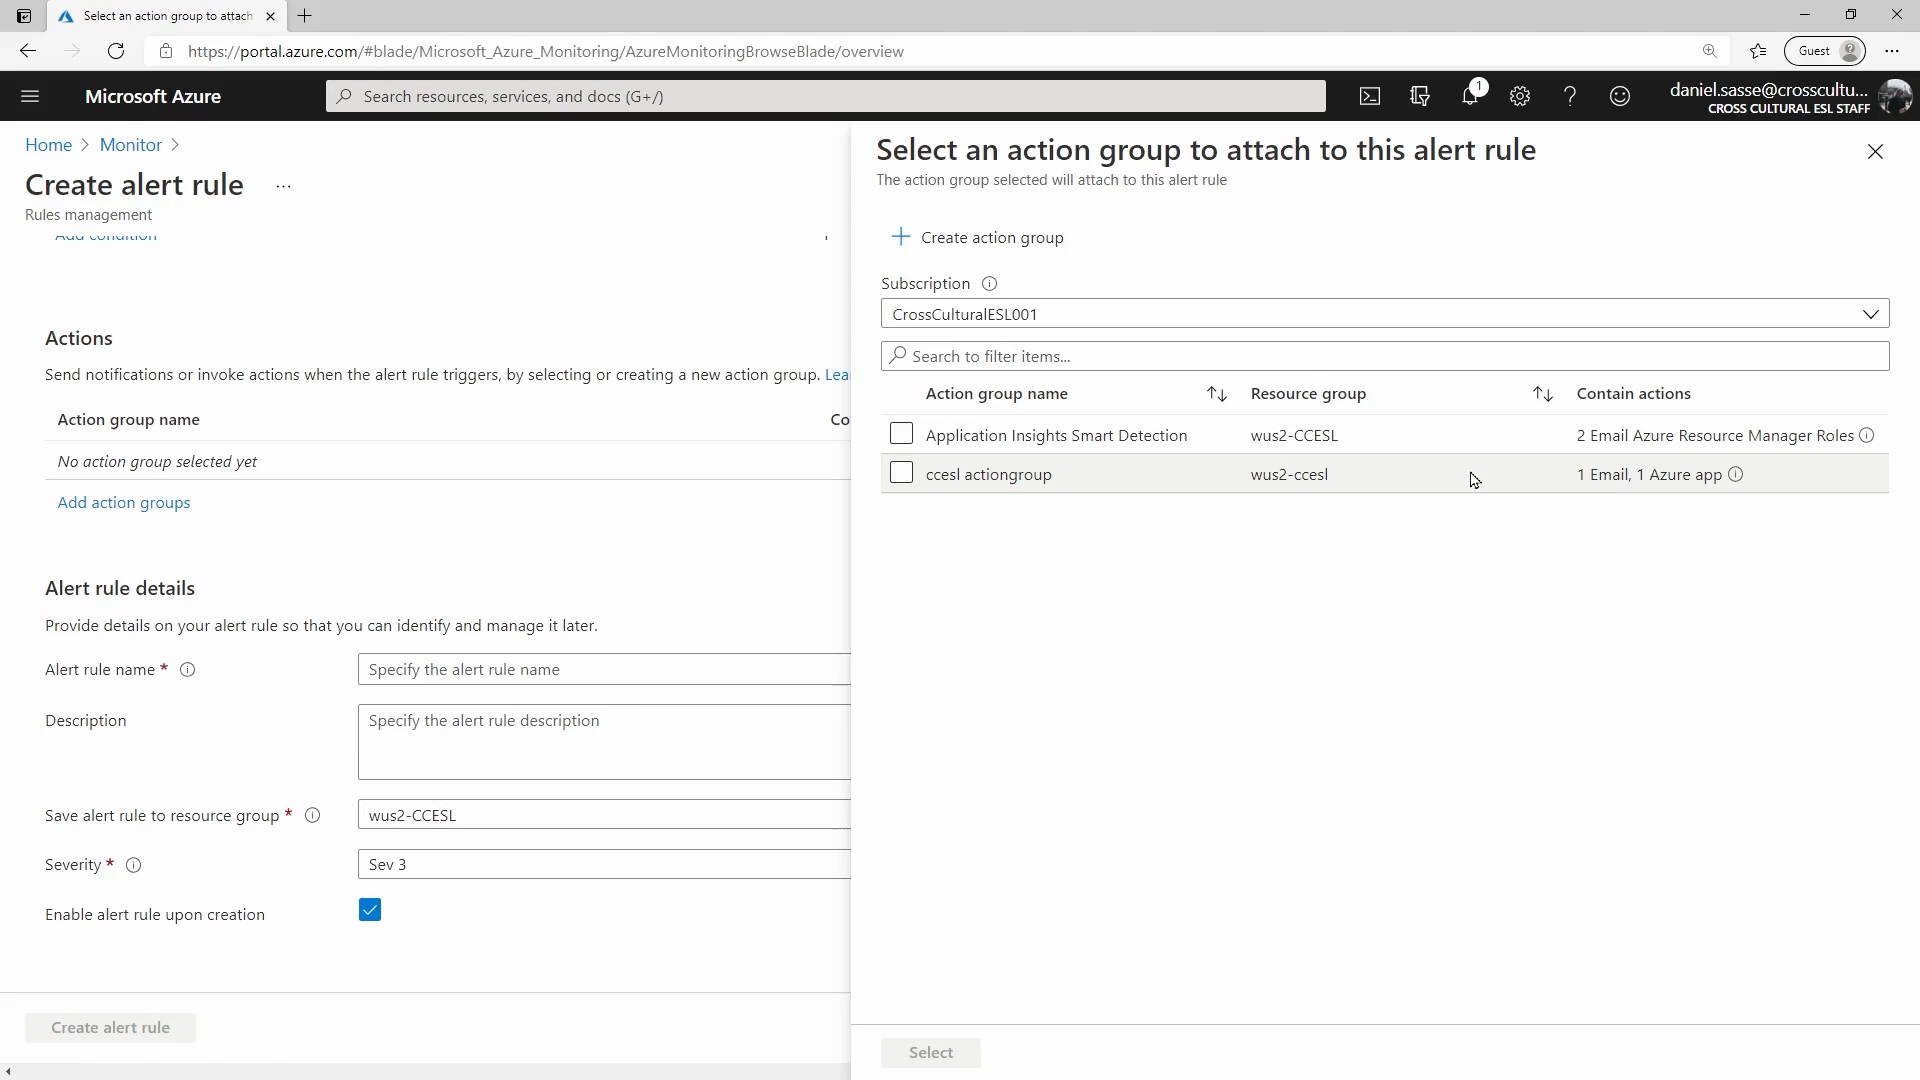 Select an action group to attach
https://portal.azure.com/#blade/Microsoft_Azure_Monitoring/AzureMonitoringBrowseBlade/overview
Guest
Microsoft Azure
Search resources, services, and docs (G+/)
1
daniel.sasse@crosscultu...
CROSS CULTURAL ESL STAFF
Home > Monitor >
Create alert rule ...
Rules management
Add condition
Actions
Send notifications or invoke actions when the alert rule triggers, by selecting or creating a new action group. Lea
Action group name Co
No action group selected yet
Add action groups
Alert rule details
Provide details on your alert rule so that you can identify and manage it later.
Alert rule name *
Specify the alert rule name
Description
Specify the alert rule description
Save alert rule to resource group *
wus2-CCESL
Severity *
Sev 3
Enable alert rule upon creation
Create alert rule
Select an action group to attach to this alert rule
The action group selected will attach to this alert rule
Create action group
Subscription
CrossCulturalESL001
Search to filter items...
Action group name Resource group Contain actions
Application Insights Smart Detection wus2-CCESL 2 Email Azure Resource Manager Roles
ccesl actiongroup wus2-ccesl 1 Email, 1 Azure app
Select